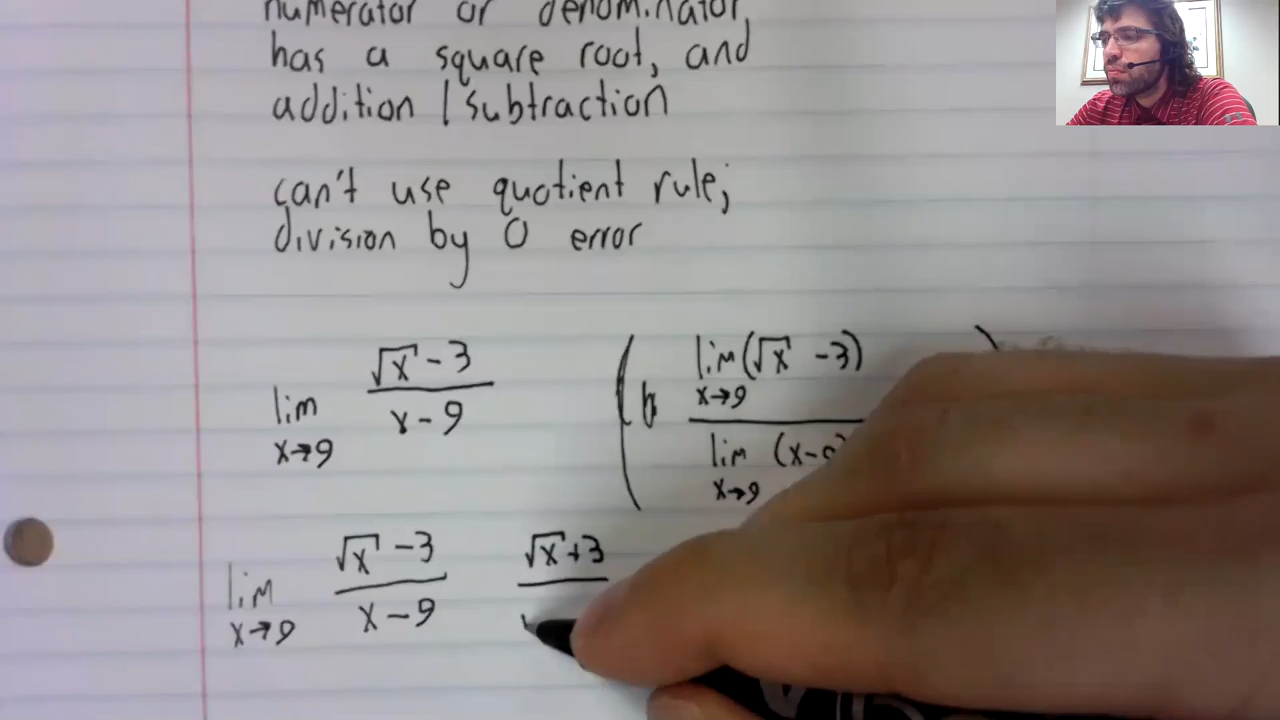 numerator or denominator,
has a square root, and
addition / subtraction
can't use quotient rule;
division by 0 error
lim x→9 (√x - 3)/(x - 9)
( lim x→9 (√x - 3) / lim x→9 (x-9) )
lim x→9 (√x - 3)/(x - 9) √x + 3